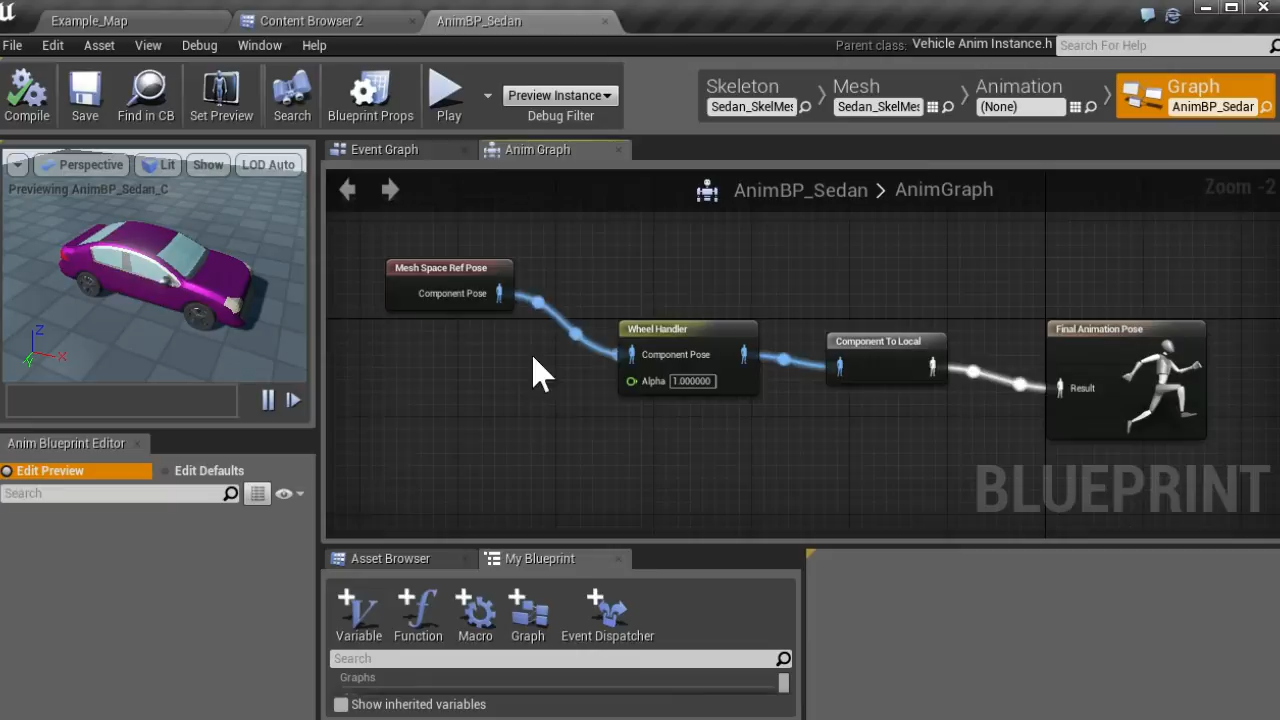 Example_Map
Content Browser 2
AnimBP_Sedan
File Edit Asset View Debug Window Help
Parent class: Vehicle Anim Instance.h
Search For Help
Compile
Save
Find in CB
Set Preview
Search
Blueprint Props
Play
Preview Instance
Debug Filter
Skeleton
Sedan_SkelMes
Mesh
Sedan_SkelMes
Animation
(None)
Graph
AnimBP_Sedar
Perspective
Lit
Show
LOD Auto
Previewing AnimBP_Sedan_C
Z
X
Y
Anim Blueprint Editor
Edit Preview
Edit Defaults
Search
Event Graph
Anim Graph
AnimBP_Sedan > AnimGraph
Zoom -2
Mesh Space Ref Pose
Component Pose
Wheel Handler
Component Pose
Alpha 1.000000
Component To Local
Final Animation Pose
Result
BLUEPRINT
Asset Browser
My Blueprint
Variable
Function
Macro
Graph
Event Dispatcher
Search
Graphs
Show inherited variables